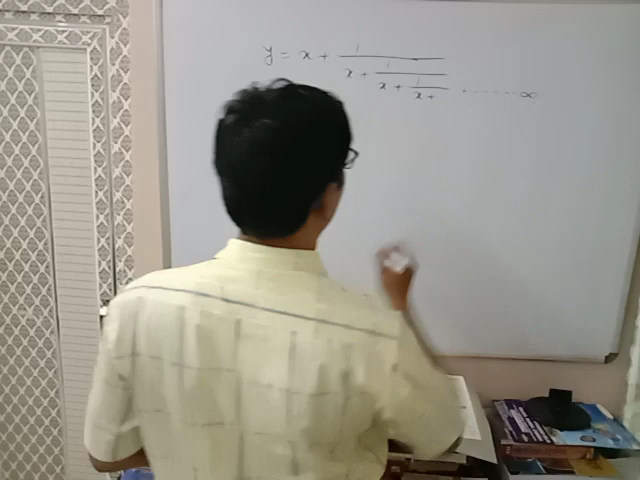 y = x + 1
x + 1
x + 1
x + ....... ∞